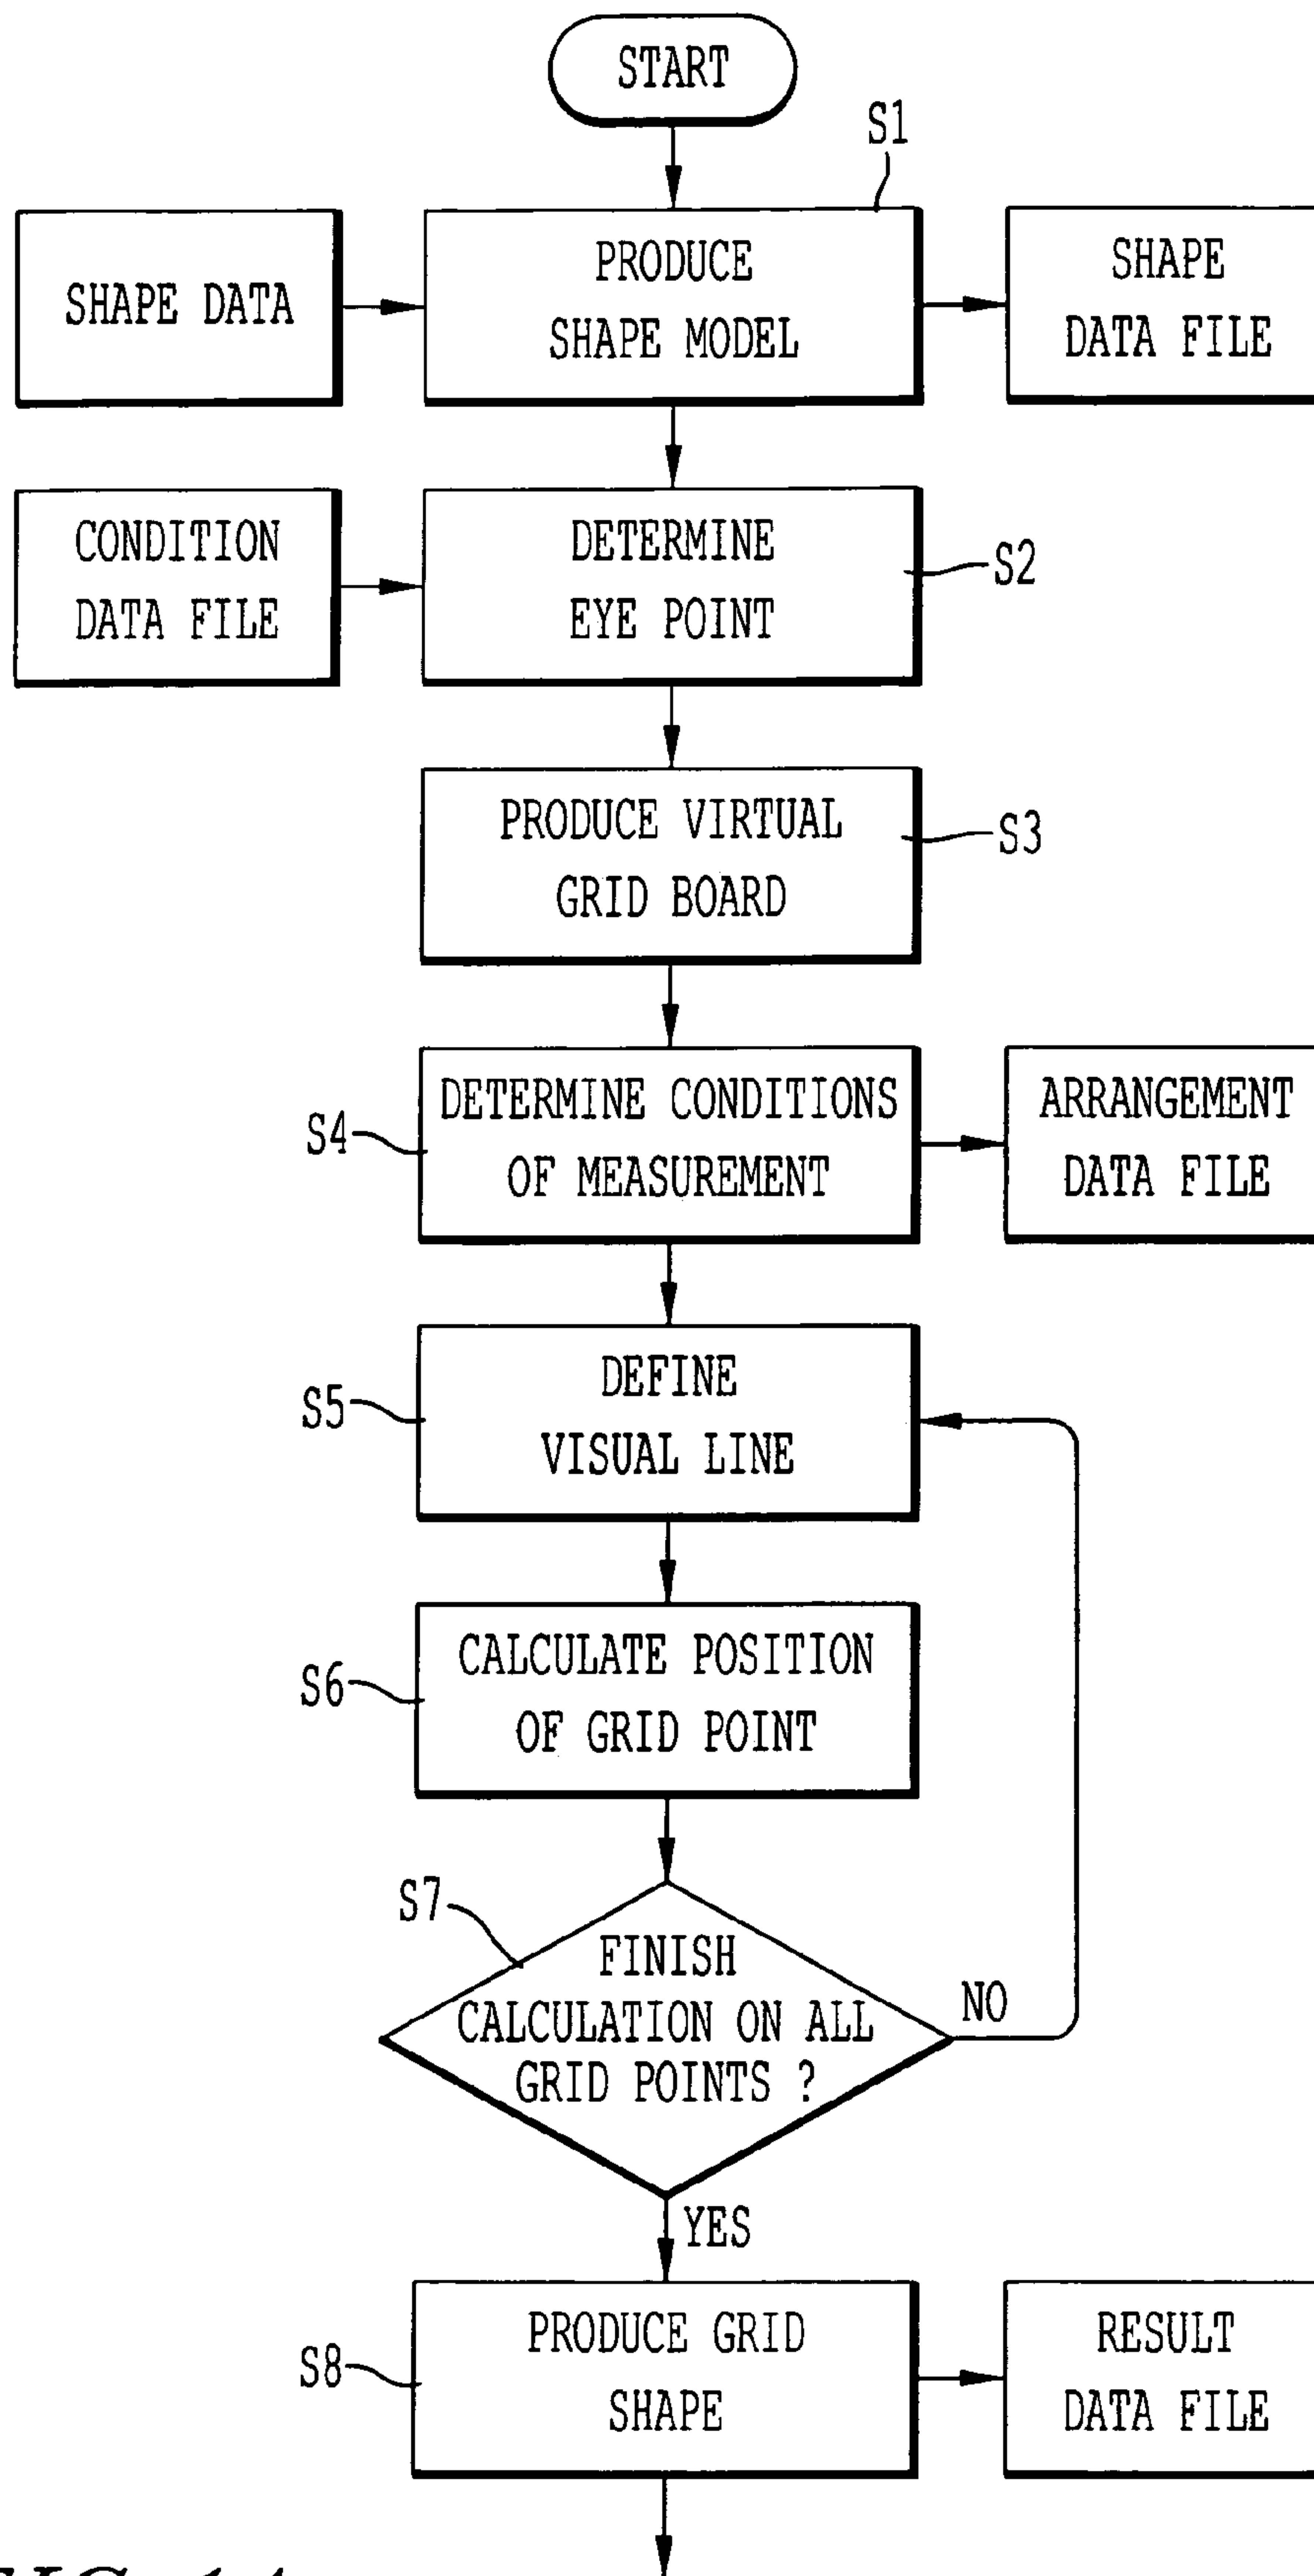 START
S1
SHAPE DATA
PRODUCE
SHAPE MODEL
SHAPE
DATA FILE
CONDITION
DATA FILE
DETERMINE
EYE POINT
S2
PRODUCE VIRTUAL
GRID BOARD
S3
S4
DETERMINE CONDITIONS
OF MEASUREMENT
ARRANGEMENT
DATA FILE
S5
DEFINE
VISUAL LINE
S6
CALCULATE POSITION
OF GRID POINT
S7
FINISH
CALCULATION ON ALL
GRID POINTS ?
NO
YES
S8
PRODUCE GRID
SHAPE
RESULT
DATA FILE